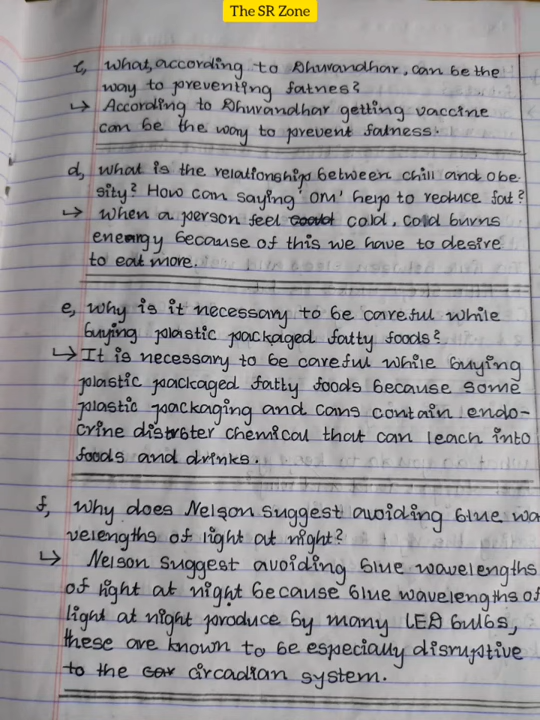 The SR Zone
c, What, according to Dhurandhar, can be the
way to preventing fatnes?
↳ According to Dhurandhar getting vaccine
can be the way to prevent fatness.
d, what is the relationship between chill and obe-
sity? How can saying 'om' help to reduce fat?
↳ when a person feel could cold, cold burns
energy because of this we have to desire
to eat more.
e, why is it necessary to be careful while
buying plastic packaged fatty foods?
↳ It is necessary to be careful while buying
plastic packaged fatty foods because some
plastic packaging and cans contain endo-
crine disruter chemical that can leach into
foods and drinks.
f, Why does Nelson suggest avoiding blue wa
velengths of light at night?
↳ Nelson suggest avoiding blue wavelengths
of light at night because blue wavelengths of
light at night produce by many LED bulbs,
these are known to be especially disruptive
to the car circadian system.